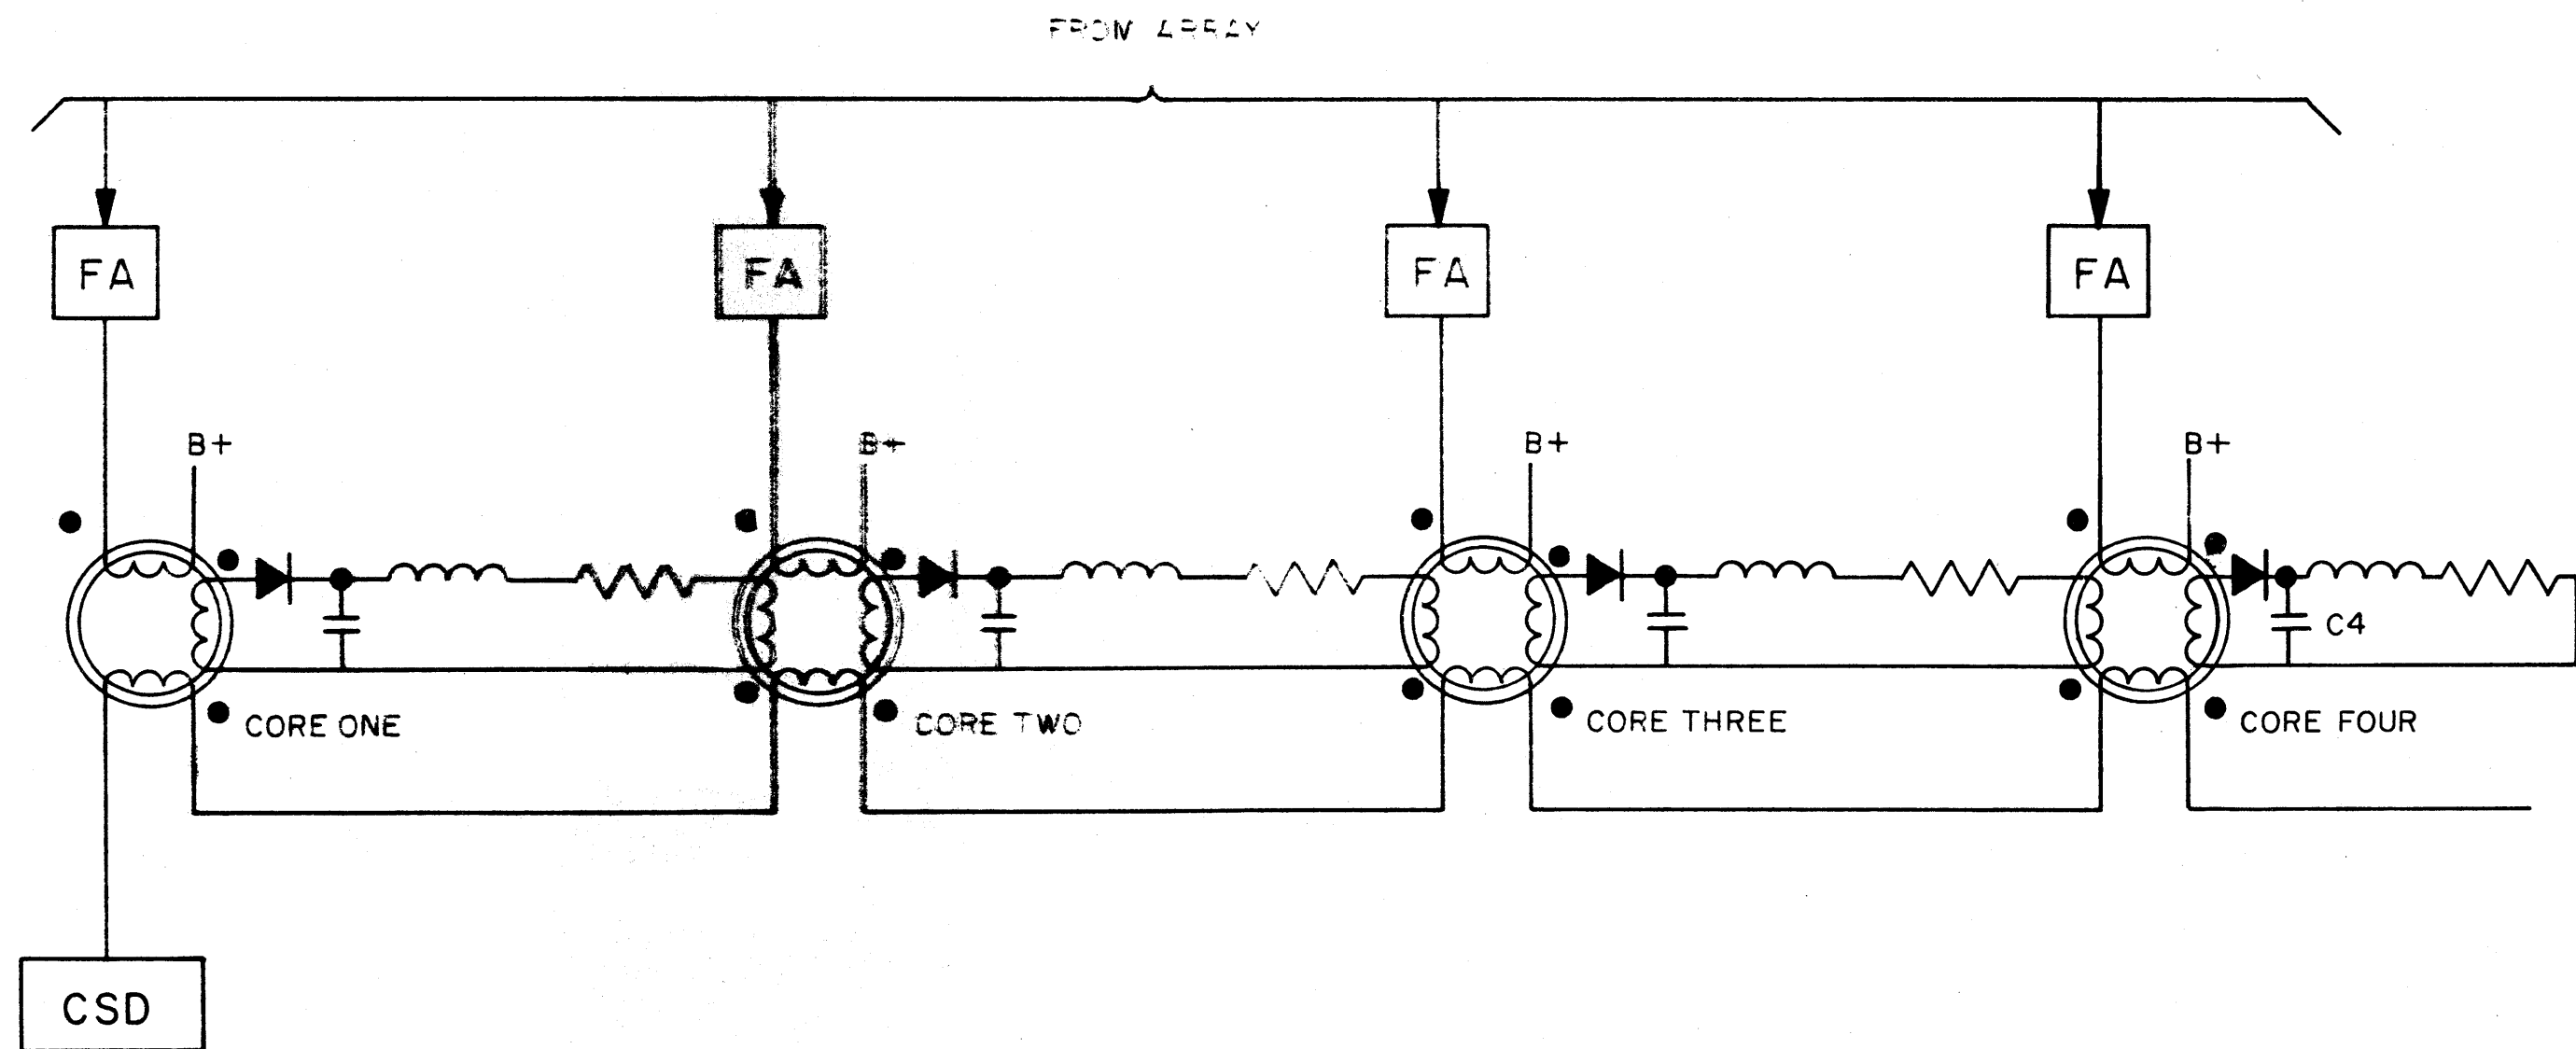 FROM ARRAY
FA FA FA FA
B+ B+ B+ B+
C4
CORE ONE CORE TWO CORE THREE CORE FOUR
CSD